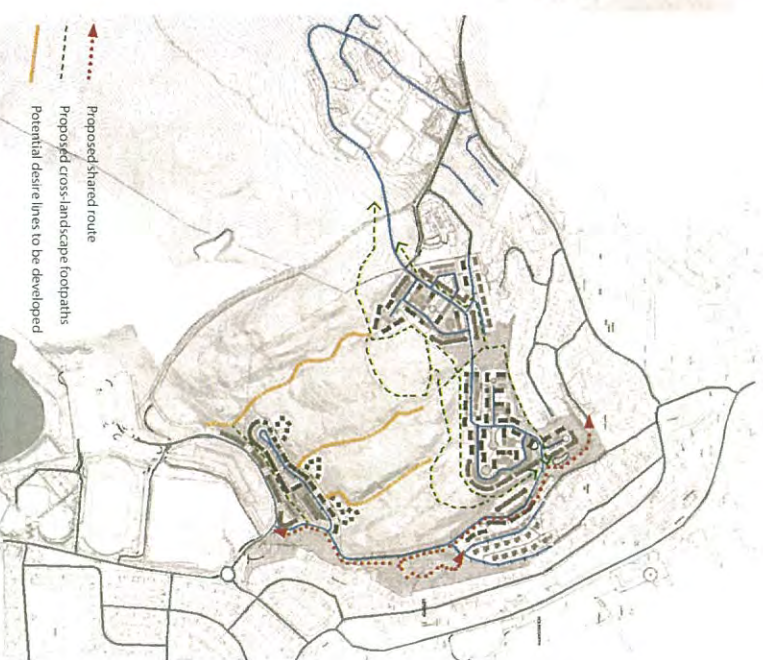 Proposed shared route
Proposed cross-landscape footpaths
Potential desire lines to be developed